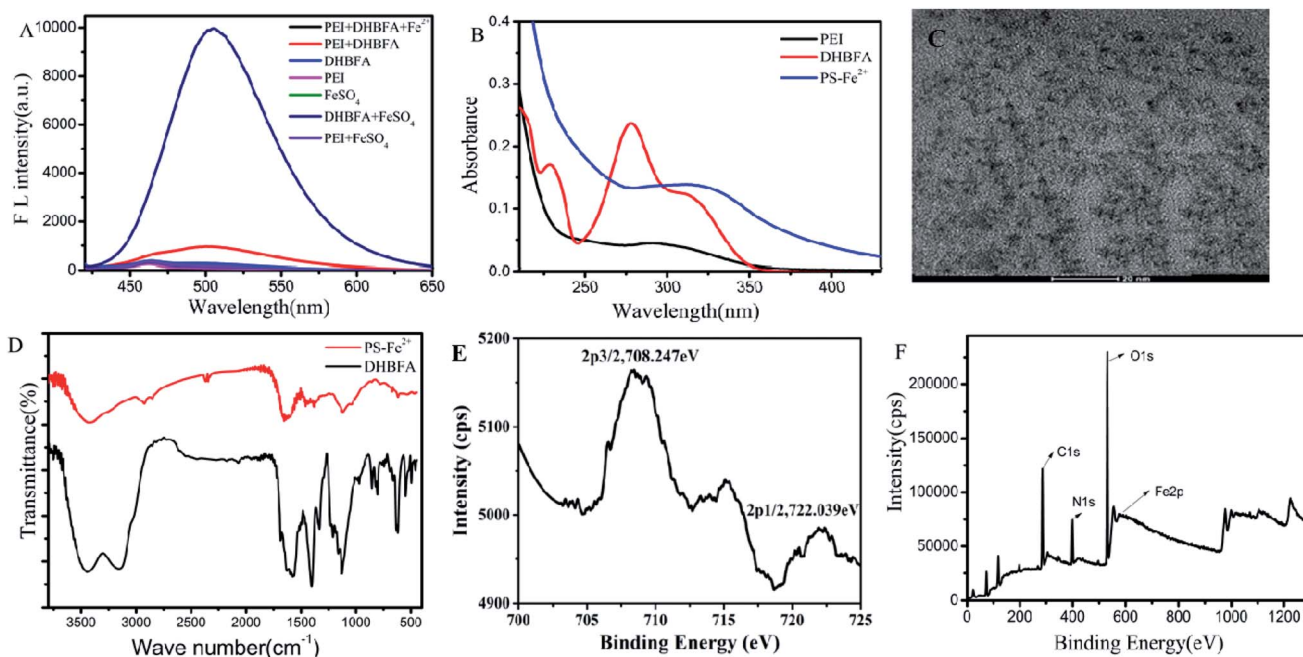 A
F L intensity(a.u.)
10000
8000
6000
4000
2000
0
450 500 550 600 650
Wavelength(nm)
PEI+DHBFA+Fe²⁺
PEI+DHBFA
DHBFA
PEI
FeSO₄
DHBFA+FeSO₄
PEI+FeSO₄
B
Absorbance
0.4
0.3
0.2
0.1
0.0
250 300 350 400
Wavelength(nm)
PEI
DHBFA
PS-Fe²⁺
C
20 nm
D
Transmittance(%)
3500 3000 2500 2000 1500 1000 500
Wave number(cm⁻¹)
PS-Fe²⁺
DHBFA
E
Intensity (cps)
5200
5100
5000
4900
700 705 710 715 720 725
Binding Energy (eV)
2p3/2,708.247eV
2p1/2,722.039eV
F
Intensity(cps)
200000
150000
100000
50000
0
0 200 400 600 800 1000 1200
Binding Energy(eV)
O1s
C1s
N1s
Fe2p